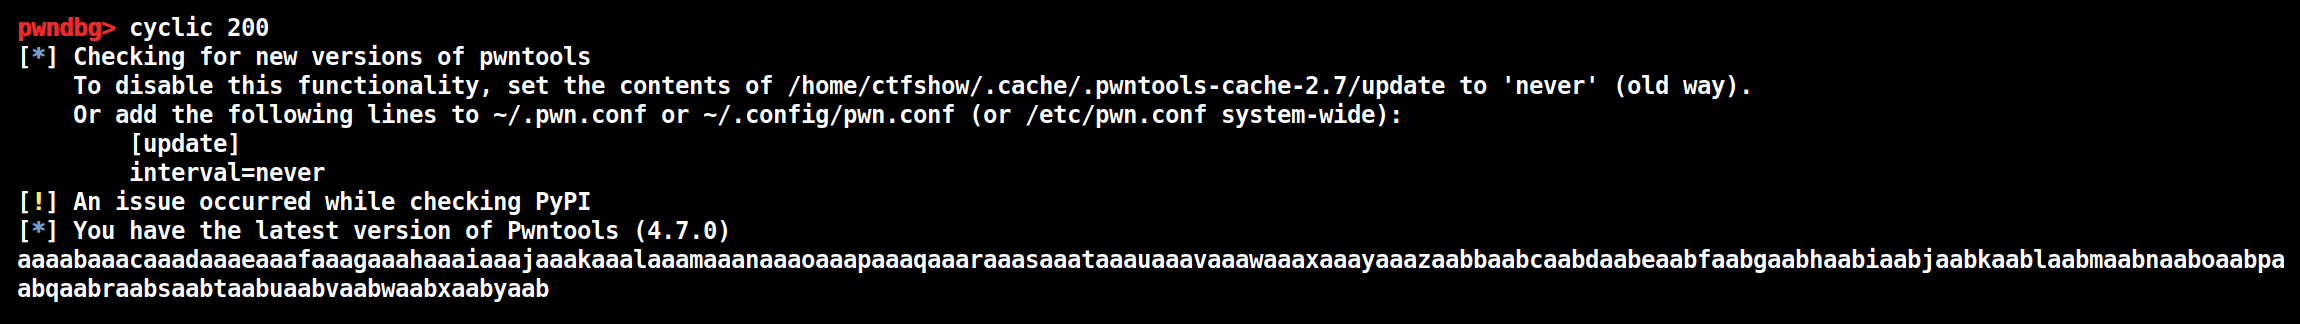 pwndbg> cyclic 200
[*] Checking for new versions of pwntools
    To disable this functionality, set the contents of /home/ctfshow/.cache/.pwntools-cache-2.7/update to 'never' (old way).
    Or add the following lines to ~/.pwn.conf or ~/.config/pwn.conf (or /etc/pwn.conf system-wide):
        [update]
        interval=never
[!] An issue occurred while checking PyPI
[*] You have the latest version of Pwntools (4.7.0)
aaaabaaacaaadaaaeaaafaaagaaahaaaiaaajaaakaaalaaamaaanaaaoaaapaaaqaaaraaasaaataaauaaavaaawaaaxaaayaaazaabbaabcaabdaabeaabfaabgaabhaabiaabjaabkaablaabmaabnaaboaabpa
abqaabraabsaabtaabuaabvaabwaabxaabyaab